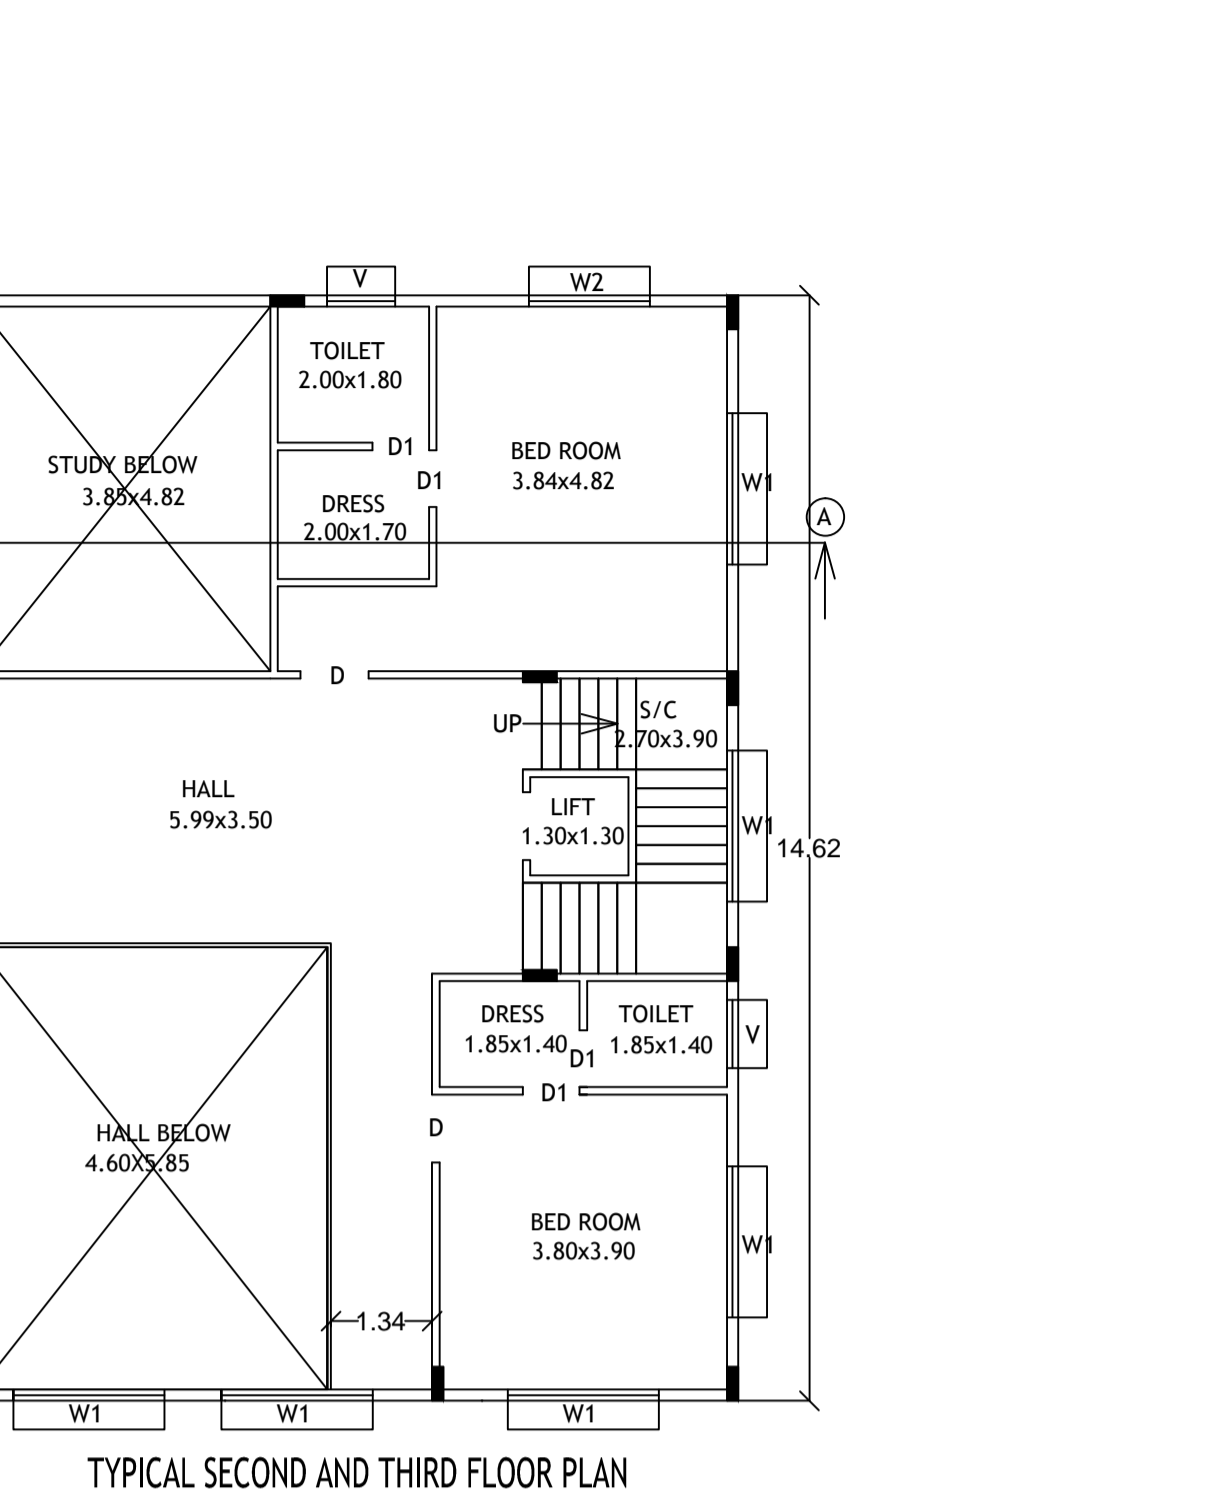 V
W2
TOILET
2.00x1.80
D1
BED ROOM
3.84x4.82
STUDY BELOW
3.85x4.82
D1
W1
DRESS
2.00x1.70
A
D
UP
S/C
2.70x3.90
HALL
5.99x3.50
LIFT
1.30x1.30
W1
14.62
DRESS
1.85x1.40
TOILET
1.85x1.40
D1
V
D1
D
HALL BELOW
4.60X5.85
BED ROOM
3.80x3.90
W1
1.34
W1
W1
W1
TYPICAL SECOND AND THIRD FLOOR PLAN